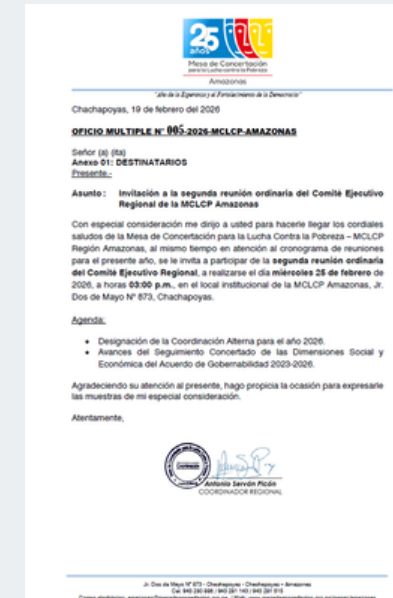 25
años
Mesa de Concertación
para la Lucha contra la Pobreza
Amazonas
"año de la Esperanza y el Fortalecimiento de la Democracia"
Chachapoyas, 19 de febrero del 2026
OFICIO MULTIPLE N° 005-2026-MCLCP-AMAZONAS
Señor (a) (ita)
Anexo 01: DESTINATARIOS
Presente.-
Asunto : Invitación a la segunda reunión ordinaria del Comité Ejecutivo
Regional de la MCLCP Amazonas
Con especial consideración me dirijo a usted para hacerle llegar los cordiales
saludos de la Mesa de Concertación para la Lucha Contra la Pobreza – MCLCP
Región Amazonas, al mismo tiempo en atención al cronograma de reuniones
para el presente año, se le invita a participar de la segunda reunión ordinaria
del Comité Ejecutivo Regional, a realizarse el día miércoles 25 de febrero de
2026, a horas 03:00 p.m., en el local institucional de la MCLCP Amazonas, Jr.
Dos de Mayo N° 873, Chachapoyas.
Agenda:
• Designación de la Coordinación Alterna para el año 2026.
• Avances del Seguimiento Concertado de las Dimensiones Social y
Económica del Acuerdo de Gobernabilidad 2023-2026.
Agradeciendo su atención al presente, hago propicia la ocasión para expresarle
las muestras de mi especial consideración.
Atentamente,
Antonio Serván Picón
COORDINADOR REGIONAL
Jr. Dos de Mayo N° 873 - Chachapoyas - Chachapoyas – Amazonas